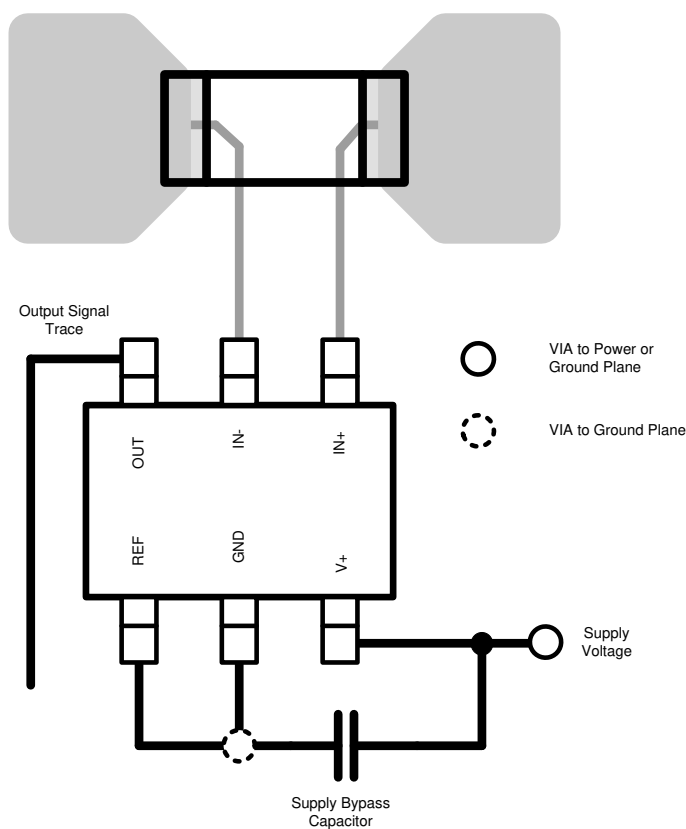 Output Signal
Trace
VIA to Power or
Ground Plane
VIA to Ground Plane
OUT
IN-
IN+
REF
GND
V+
Supply
Voltage
Supply Bypass
Capacitor